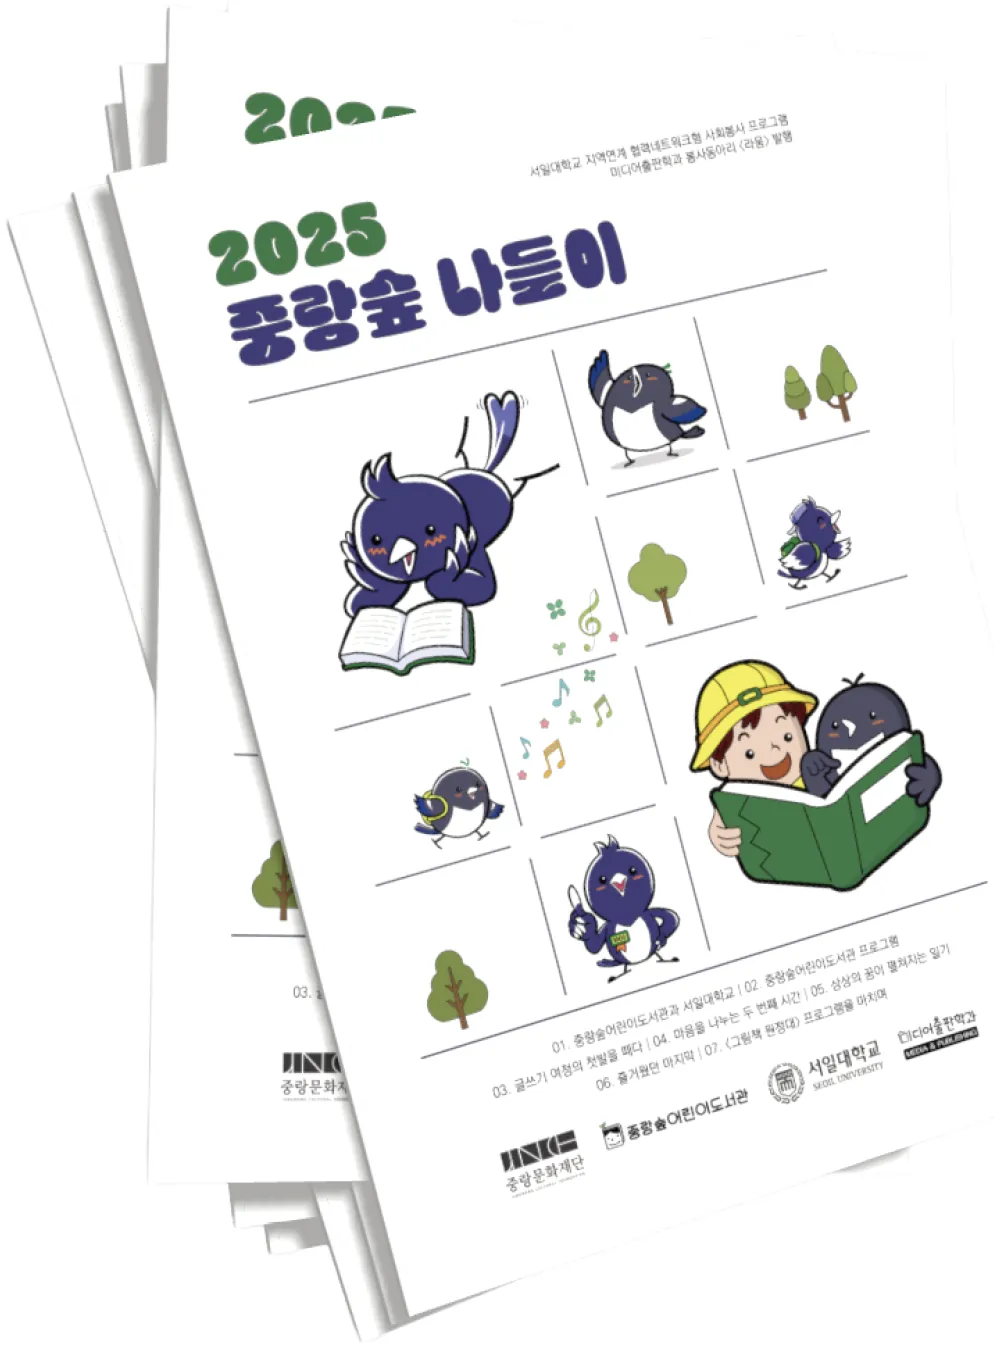 서일대학교 지역연계 협력네트워크형 사회봉사 프로그램
미디어출판학과 봉사동아리 〈라움〉 발행
2025
중랑숲 나들이
01. 중랑숲어린이도서관과 서일대학교 | 02. 중랑숲어린이도서관 프로그램
03. 글쓰기 여정의 첫발을 떼다 | 04. 마음을 나누는 두 번째 시간 | 05. 상상의 꿈이 펼쳐지는 일기
06. 즐거웠던 마지막 | 07. 〈그림책 원정대〉 프로그램을 마치며
중랑문화재단
중랑숲어린이도서관
서일대학교
SEOIL UNIVERSITY
미디어출판학과
MEDIA & PUBLISHING
03. 글
중랑문화재